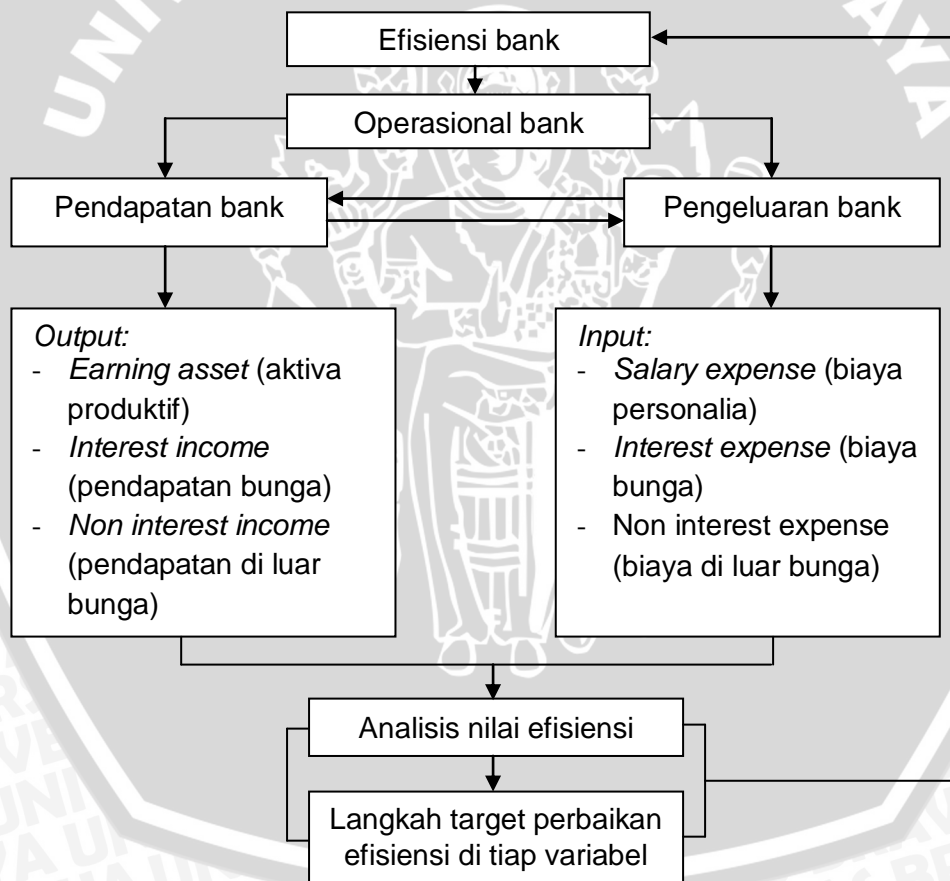 Efisiensi bank
Operasional bank
Pendapatan bank
Pengeluaran bank
Output:
- Earning asset (aktiva
produktif)
- Interest income
(pendapatan bunga)
- Non interest income
(pendapatan di luar
bunga)
Input:
- Salary expense (biaya
personalia)
- Interest expense (biaya
bunga)
- Non interest expense
(biaya di luar bunga)
Analisis nilai efisiensi
Langkah target perbaikan
efisiensi di tiap variabel